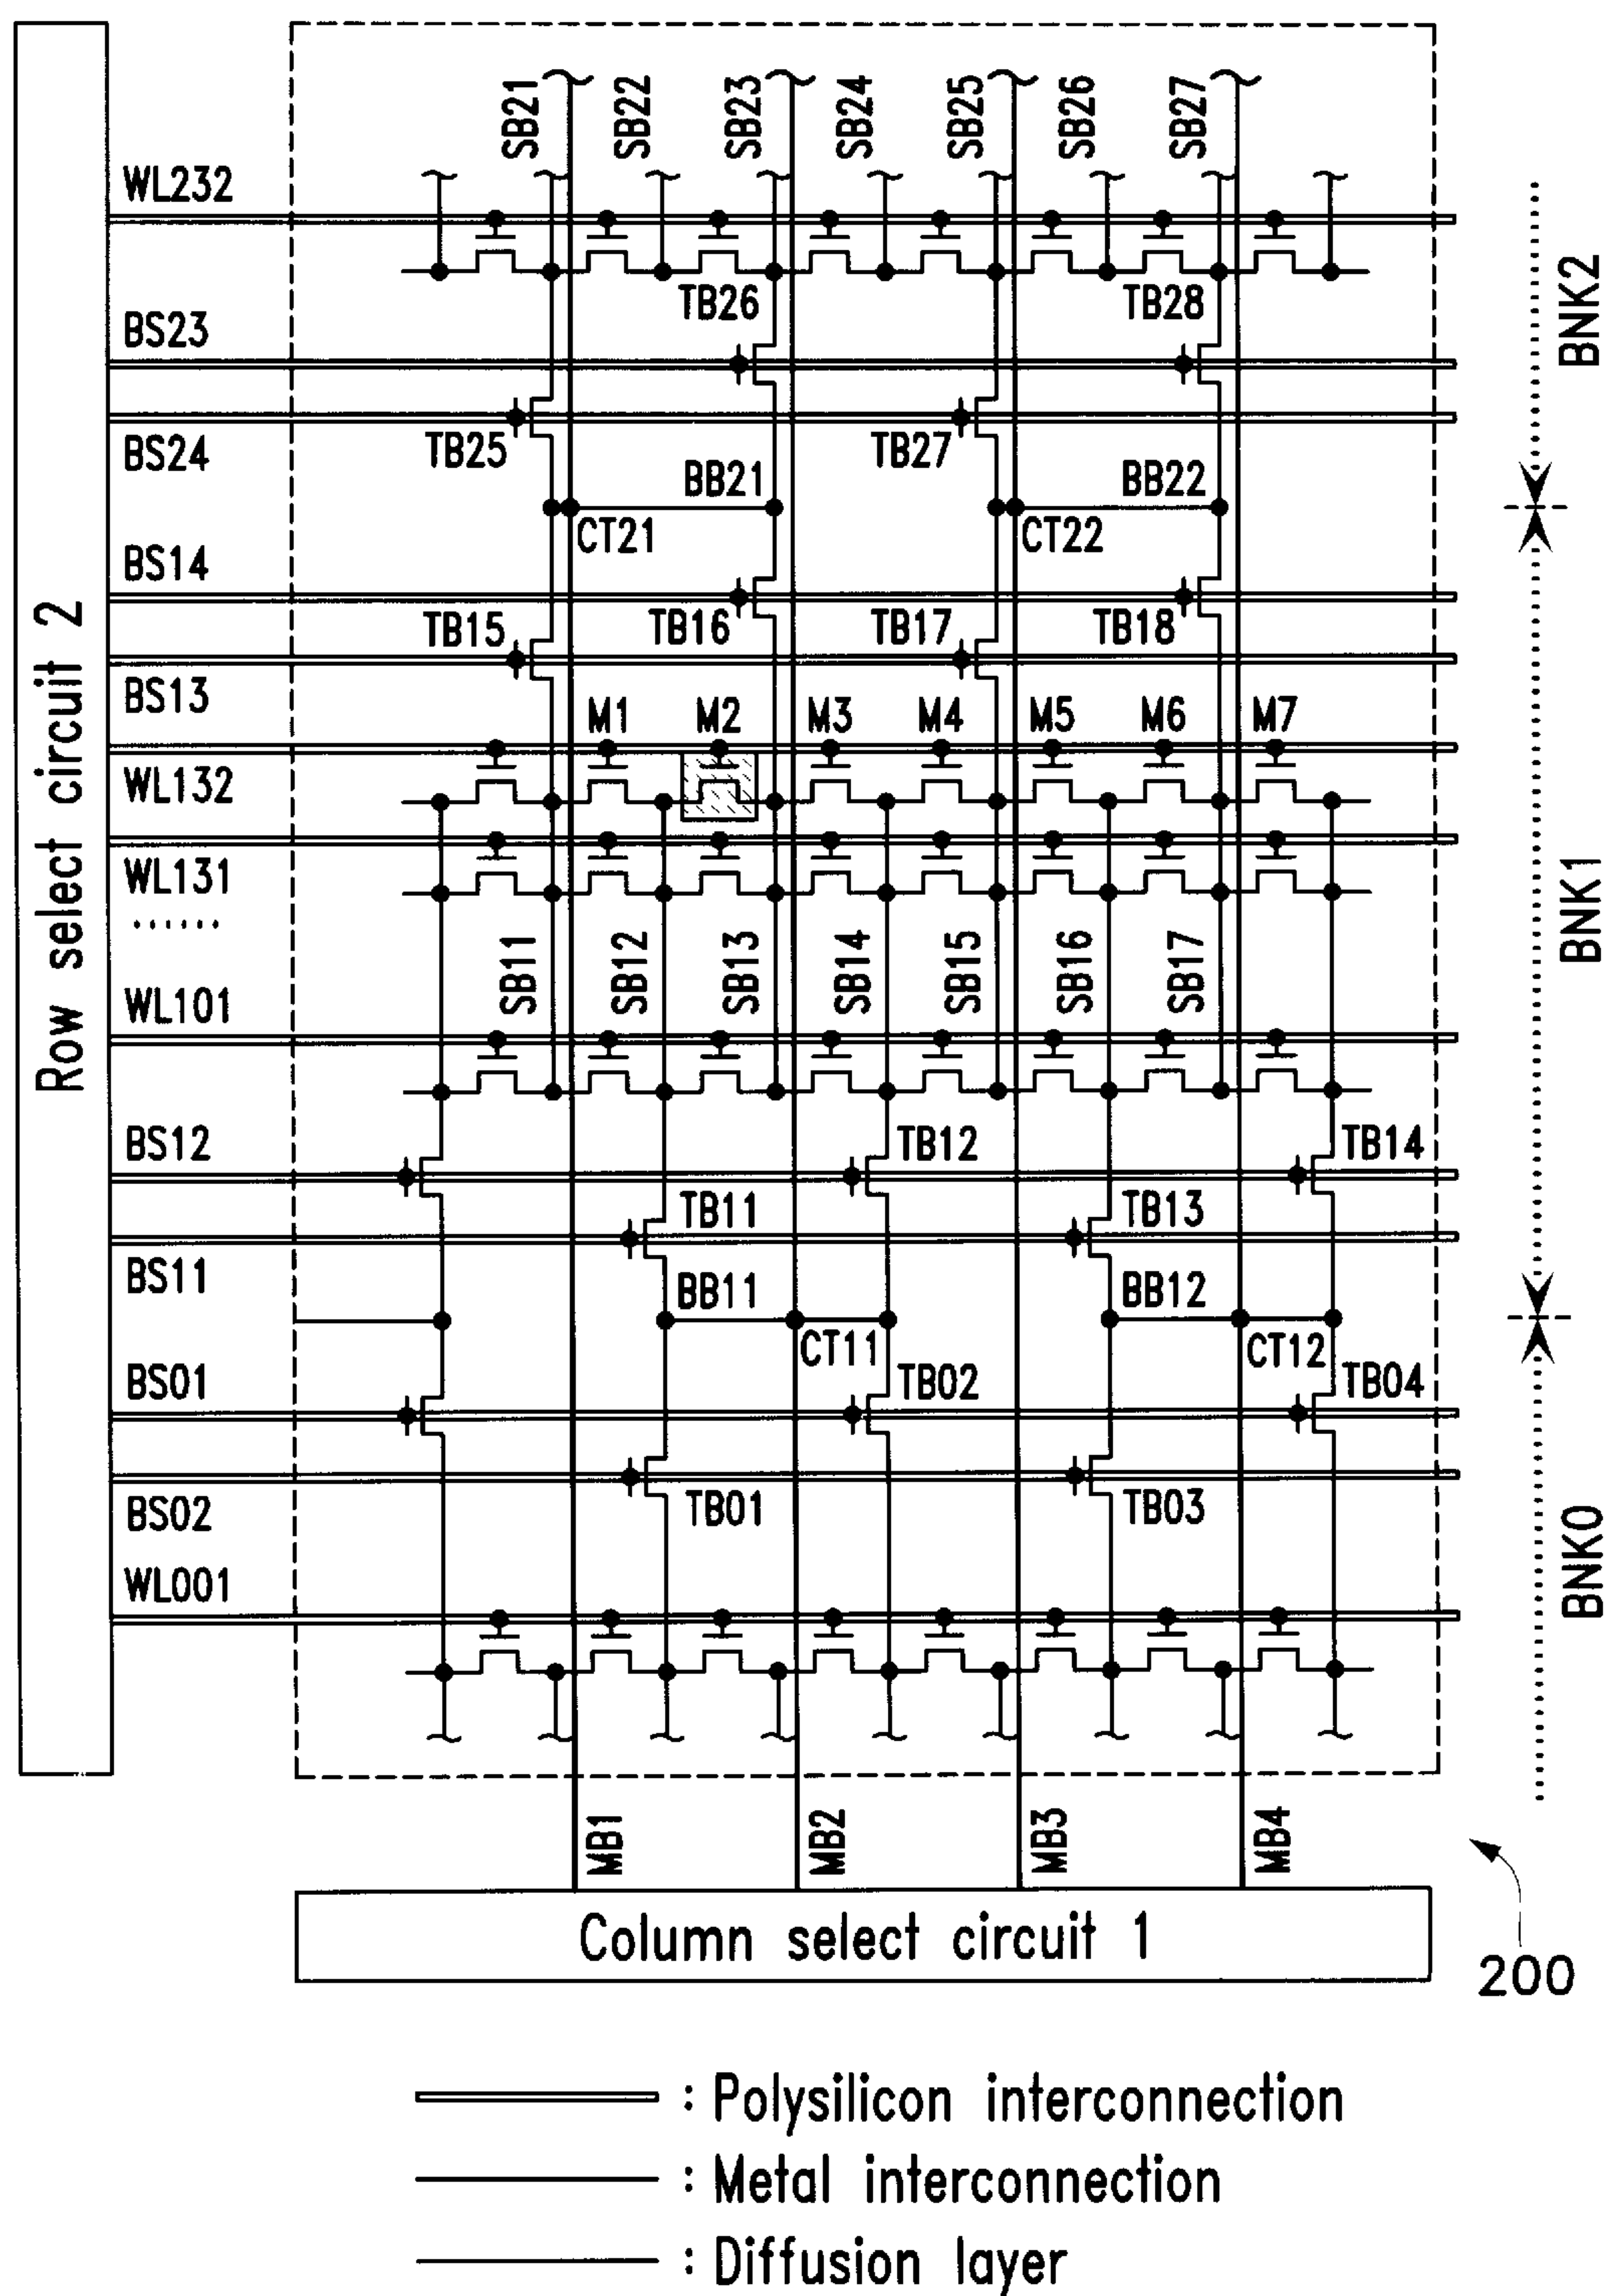 SB21 SB22 SB23 SB24 SB25 SB26 SB27
WL232
TB26 TB28
BS23
BNK2
BS24 TB25 TB27
BB21 BB22
CT21 CT22
BS14
TB15 TB16 TB17 TB18
BS13
M1 M2 M3 M4 M5 M6 M7
WL132
WL131
......
BNK1
SB11 SB12 SB13 SB14 SB15 SB16 SB17
WL101
Row select circuit 2
BS12 TB12 TB14
TB11 TB13
BS11
BB11 BB12
CT11 CT12
BS01 TB02 TB04
BS02 TB01 TB03
BNK0
WL001
MB1 MB2 MB3 MB4
Column select circuit 1
200
: Polysilicon interconnection
: Metal interconnection
: Diffusion layer